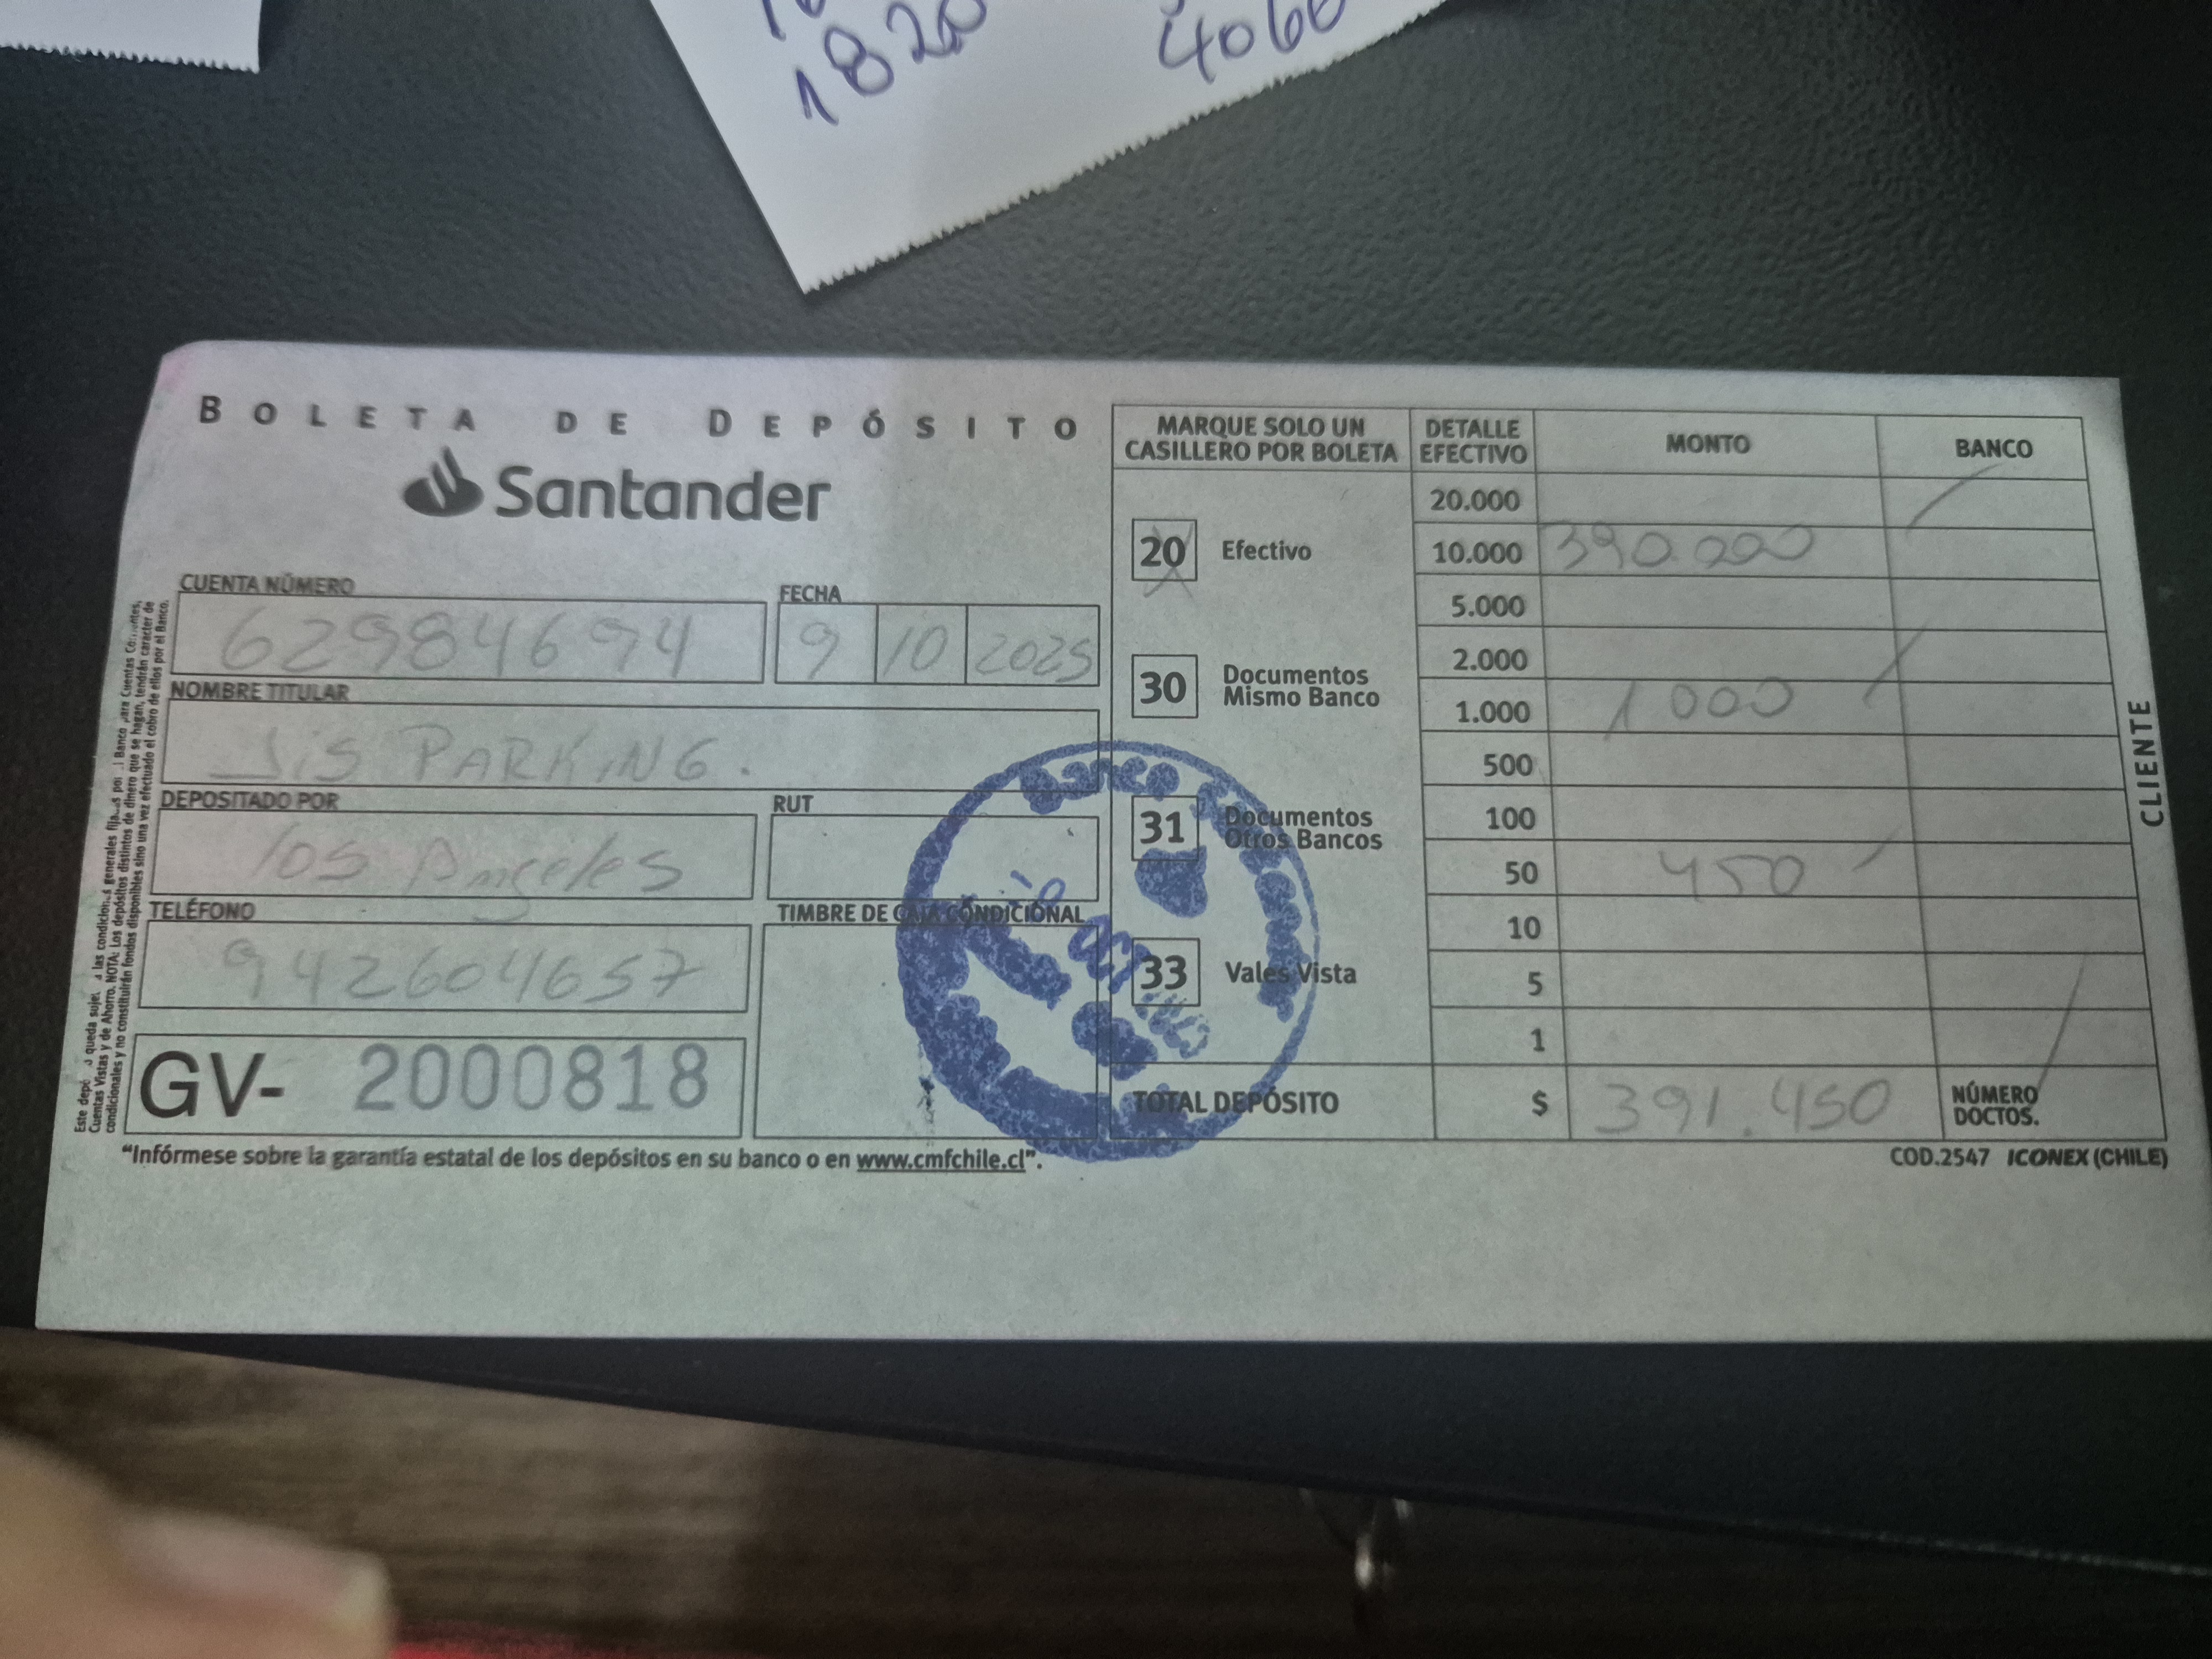 1820
4060
BOLETA DE DEPÓSITO
Santander
CUENTA NÚMERO
62984694
FECHA
9 10 2025
NOMBRE TITULAR
JiS PARKING.
DEPOSITADO POR
los Angeles
RUT
TELÉFONO
942604657
TIMBRE DE CAJA CONDICIONAL
GV- 2000818
"Infórmese sobre la garantía estatal de los depósitos en su banco o en www.cmfchile.cl".
MARQUE SOLO UN
CASILLERO POR BOLETA
20 Efectivo
30 Documentos
Mismo Banco
31 Documentos
Otros Bancos
33 Vales Vista
DETALLE
EFECTIVO
MONTO
BANCO
20.000
10.000 390.000
5.000
2.000
1.000 1000
500
100
50 450
10
5
1
TOTAL DEPÓSITO $ 391.450
NÚMERO
DOCTOS.
COD.2547 ICONEX (CHILE)
CLIENTE
Banco